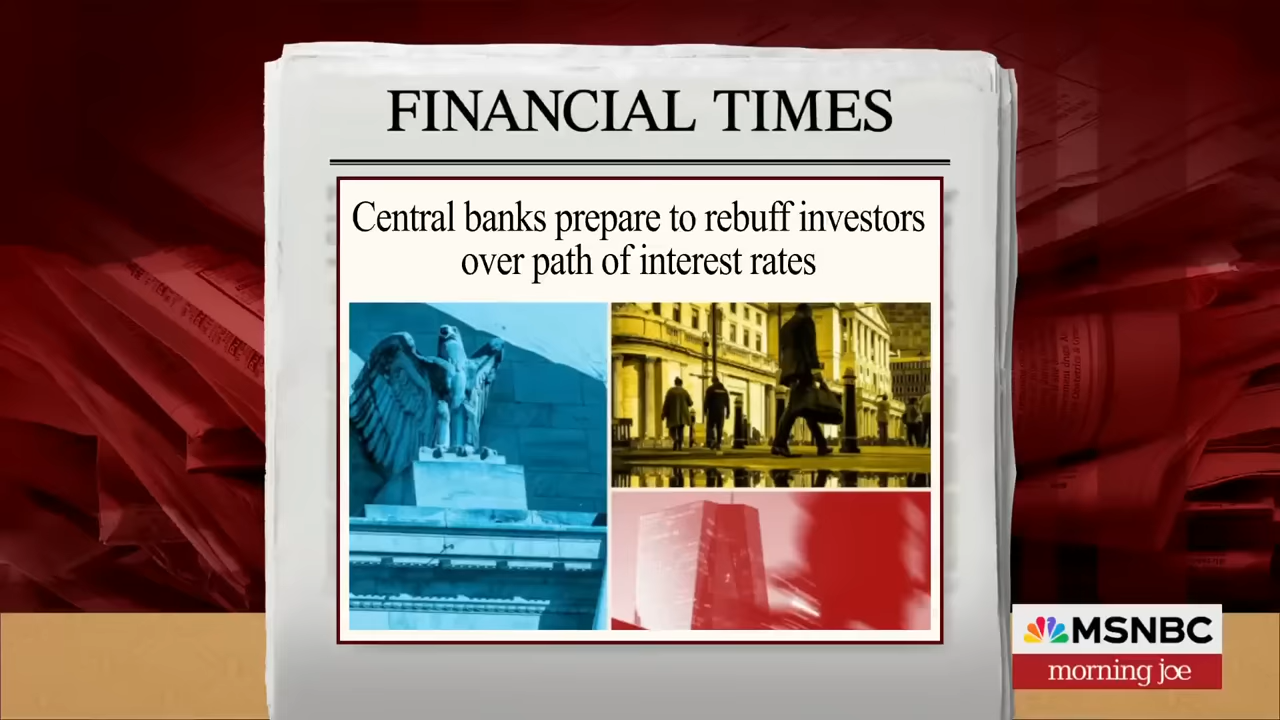 FINANCIAL TIMES
Central banks prepare to rebuff investors
over path of interest rates
MSNBC
morning joe